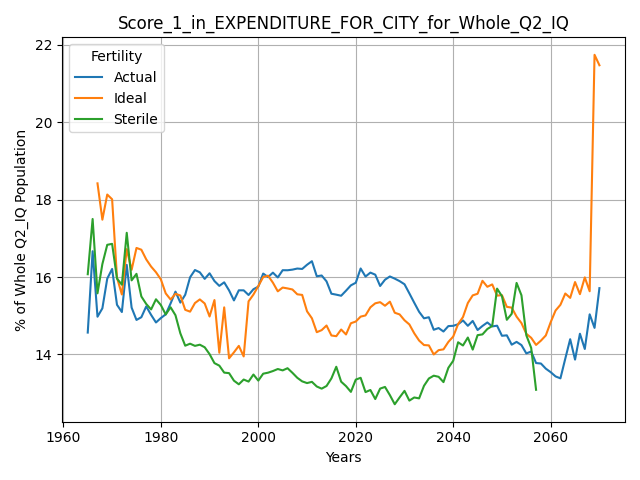 Score_1_in_EXPENDITURE_FOR_CITY_for_Whole_Q2_IQ
Fertility
Actual
Ideal
Sterile
% of Whole Q2_IQ Population
22
20
18
16
14
1960
1980
2000
2020
2040
2060
Years